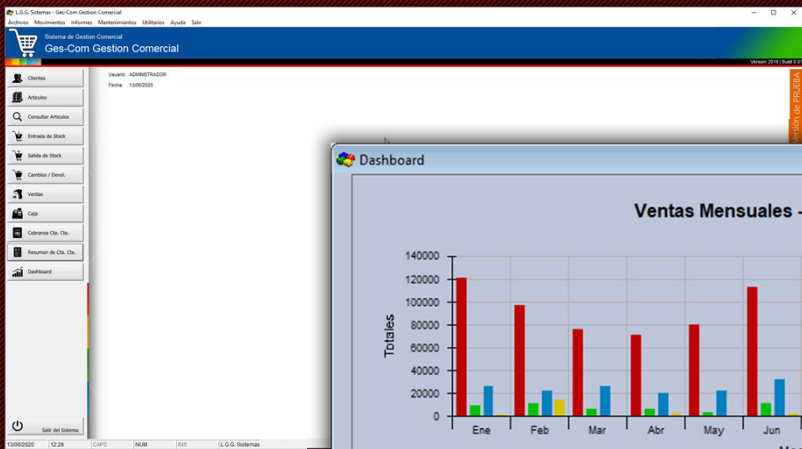 L.G.G. Sistemas - Ges-Com Gestion Comercial
Archivos Movimientos Informes Mantenimientos Utilitarios Ayuda Salir
Sistema de Gestion Comercial
Ges-Com Gestion Comercial
Version 2019 | Build 0.0
Usuario: ADMINISTRADOR
Fecha: 13/06/2020
Versión de PRUEBA
Clientes
Articulos
Consultar Articulos
Entrada de Stock
Salida de Stock
Cambios / Devol.
Ventas
Caja
Cobranza Cta. Cte.
Resumen de Cta. Cte.
Dashboard
Salir del Sistema
13/06/2020 12:28 CAPS NUM INS L.G.G. Sistemas
Dashboard
Ventas Mensuales -
Totales
140000
120000
100000
80000
60000
40000
20000
0
Ene Feb Mar Abr May Jun